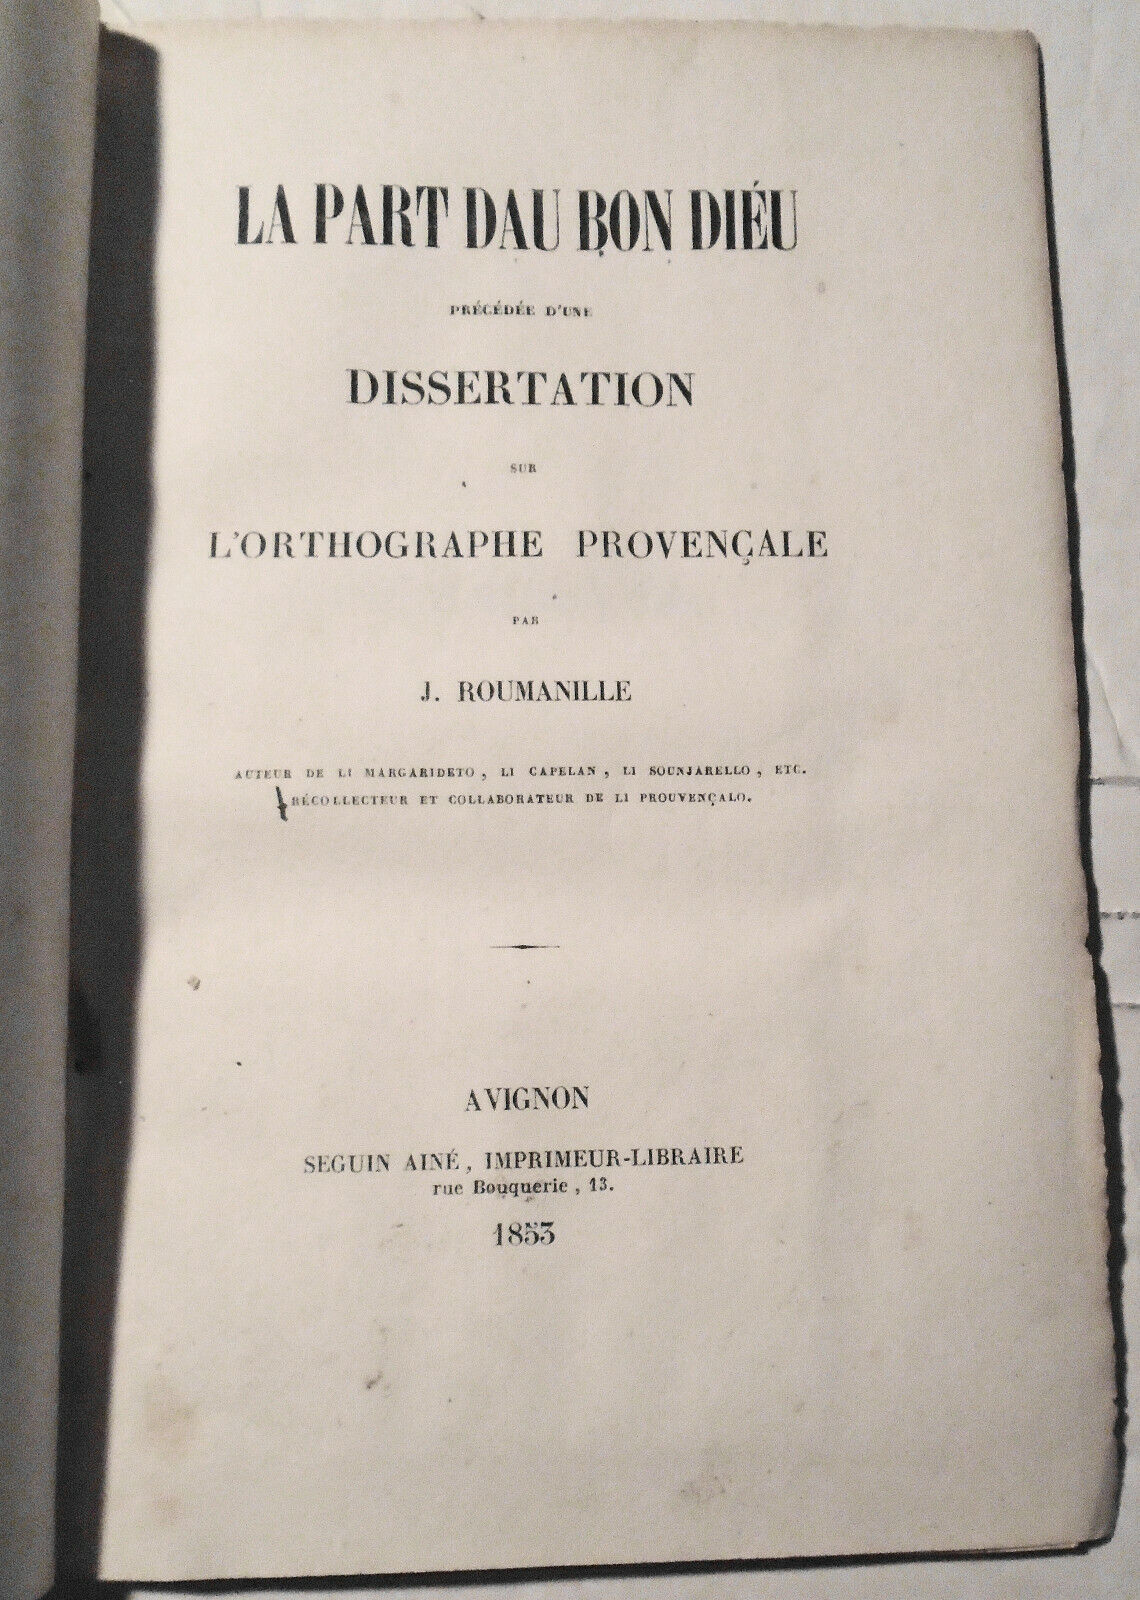 LA PART DAU BON DIÉU
PRÉCÉDÉE D'UNE
DISSERTATION
SUR
L'ORTHOGRAPHE PROVENÇALE
PAR
J. ROUMANILLE
AUTEUR DE LI MARGARIDETO, LI CAPELAN, LI SOUNJARELLO, ETC.
RÉCOLLECTEUR ET COLLABORATEUR DE LI PROUVENÇALO.
AVIGNON
SEGUIN AINÉ, IMPRIMEUR-LIBRAIRE
rue Bouquerie, 13.
1853